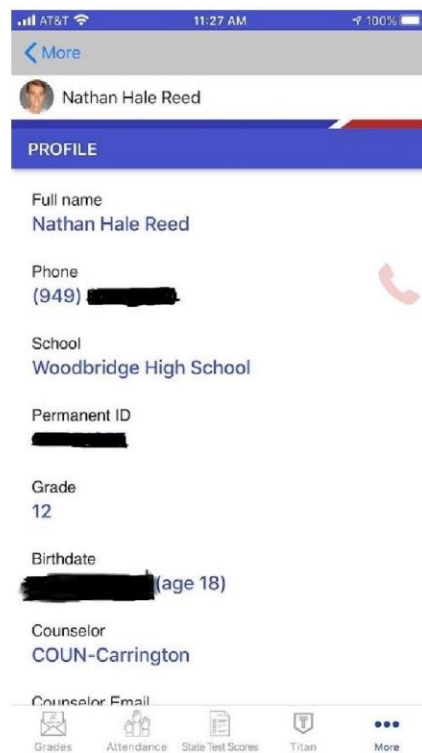 AT&T 11:27 AM 100%
More
Nathan Hale Reed
PROFILE
Full name
Nathan Hale Reed
Phone
(949)
School
Woodbridge High School
Permanent ID
Grade
12
Birthdate
(age 18)
Counselor
COUN-Carrington
Counselor Email
Grades Attendance State Test Scores Titan More